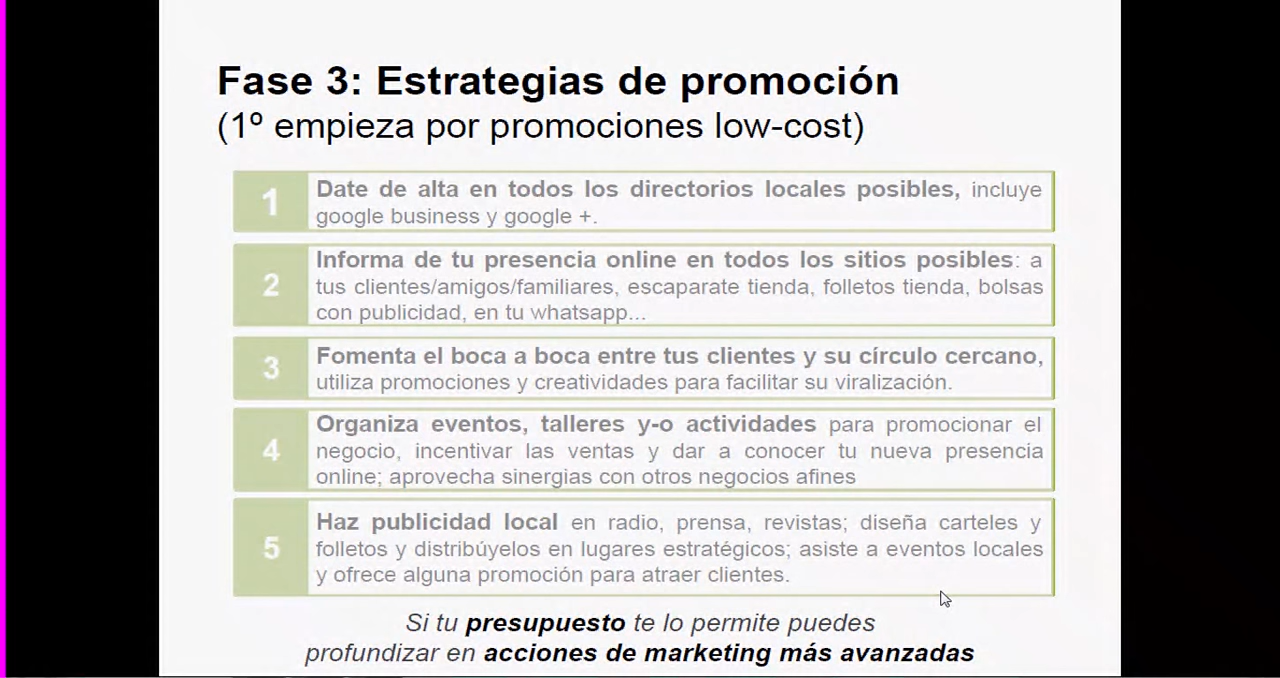 Fase 3: Estrategias de promoción
(1º empieza por promociones low-cost)
1
Date de alta en todos los directorios locales posibles, incluye
google business y google +.
2
Informa de tu presencia online en todos los sitios posibles: a
tus clientes/amigos/familiares, escaparate tienda, folletos tienda, bolsas
con publicidad, en tu whatsapp...
3
Fomenta el boca a boca entre tus clientes y su círculo cercano,
utiliza promociones y creatividades para facilitar su viralización.
4
Organiza eventos, talleres y-o actividades para promocionar el
negocio, incentivar las ventas y dar a conocer tu nueva presencia
online; aprovecha sinergias con otros negocios afines
5
Haz publicidad local en radio, prensa, revistas; diseña carteles y
folletos y distribúyelos en lugares estratégicos; asiste a eventos locales
y ofrece alguna promoción para atraer clientes.
Si tu presupuesto te lo permite puedes
profundizar en acciones de marketing más avanzadas